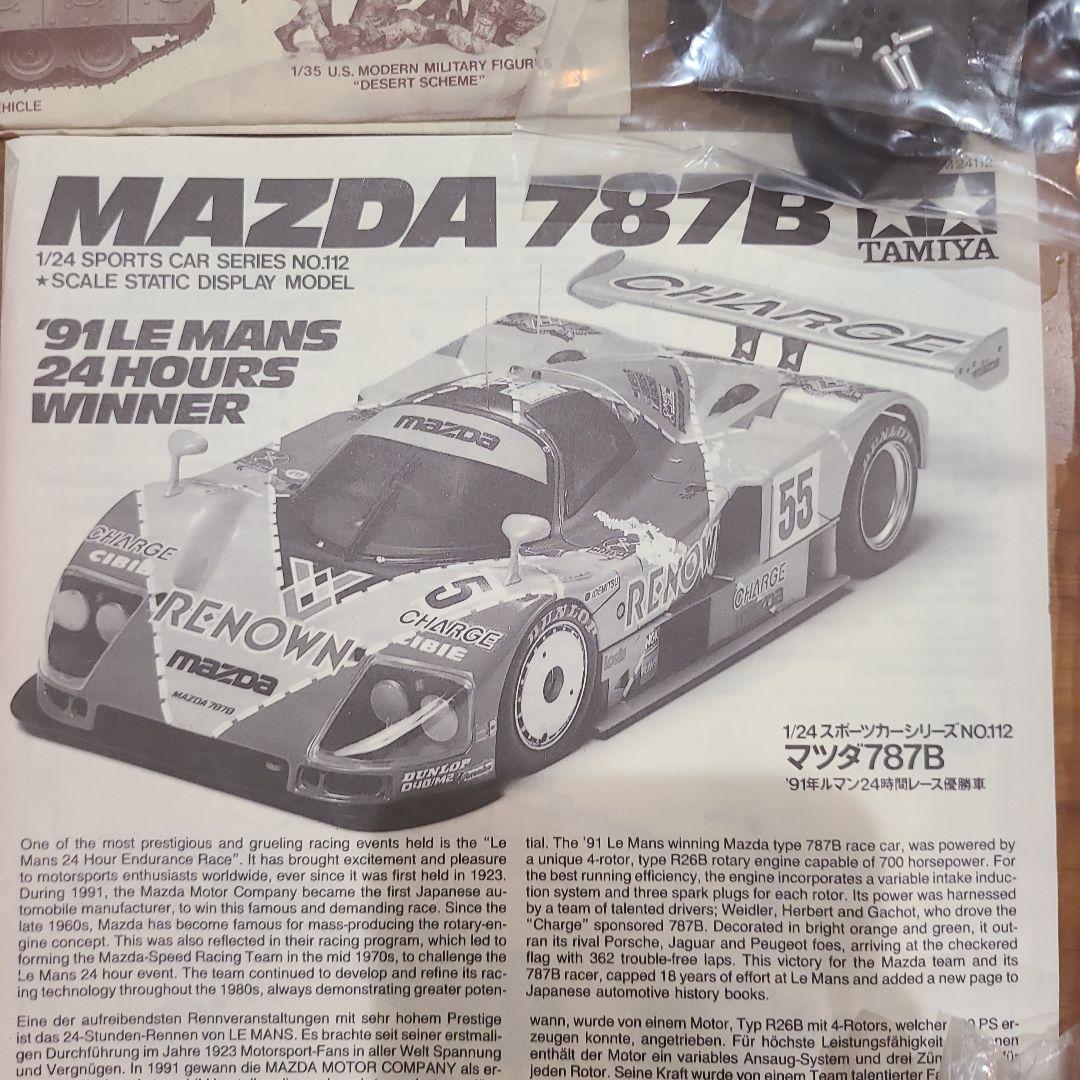 EHICLE
1/35 U.S. MODERN MILITARY FIGURES
"DESERT SCHEME"
24112
MAZDA 787B
TAMIYA
1/24 SPORTS CAR SERIES NO.112
★SCALE STATIC DISPLAY MODEL
'91 LE MANS
24 HOURS
WINNER
CHARGE
mazda
DUNLOP
55
CHARGE
CIBIE
RENOWN
mazda
MAZDA 787B
5
CHARGE
CIBIE
DUNLOP
IDEMITSU
RENOWN
CHARGE
mazda
DUNLOP
D40/M2
1/24 スポーツカーシリーズNO.112
マツダ787B
'91年ルマン24時間レース優勝車
One of the most prestigious and grueling racing events held is the "Le
Mans 24 Hour Endurance Race". It has brought excitement and pleasure
to motorsports enthusiasts worldwide, ever since it was first held in 1923.
During 1991, the Mazda Motor Company became the first Japanese au-
tomobile manufacturer, to win this famous and demanding race. Since the
late 1960s, Mazda has become famous for mass-producing the rotary-en-
gine concept. This was also reflected in their racing program, which led to
forming the Mazda-Speed Racing Team in the mid 1970s, to challenge the
Le Mans 24 hour event. The team continued to develop and refine its rac-
ing technology throughout the 1980s, always demonstrating greater poten-
tial. The '91 Le Mans winning Mazda type 787B race car, was powered by
a unique 4-rotor, type R26B rotary engine capable of 700 horsepower. For
the best running efficiency, the engine incorporates a variable intake induc-
tion system and three spark plugs for each rotor. Its power was harnessed
by a team of talented drivers; Weidler, Herbert and Gachot, who drove the
"Charge" sponsored 787B. Decorated in bright orange and green, it out-
ran its rival Porsche, Jaguar and Peugeot foes, arriving at the checkered
flag with 362 trouble-free laps. This victory for the Mazda team and its
787B racer, capped 18 years of effort at Le Mans and added a new page to
Japanese automotive history books.
Eine der aufreibendsten Rennveranstaltungen mit sehr hohem Prestige
ist das 24-Stunden-Rennen von LE MANS. Es brachte seit seiner erstmali-
gen Durchführung im Jahre 1923 Motorsport-Fans in aller Welt Spannung
und Vergnügen. In 1991 gewann die MAZDA MOTOR COMPANY als er-
wann, wurde von einem Motor, Typ R26B mit 4-Rotors, welcher PS er-
zeugen konnte, angetrieben. Für höchste Leistungsfähigkeit
enthält der Motor ein variables Ansaug-System und drei Zün für
jeden Rotor. Seine Kraft wurde von einem Team talentierter